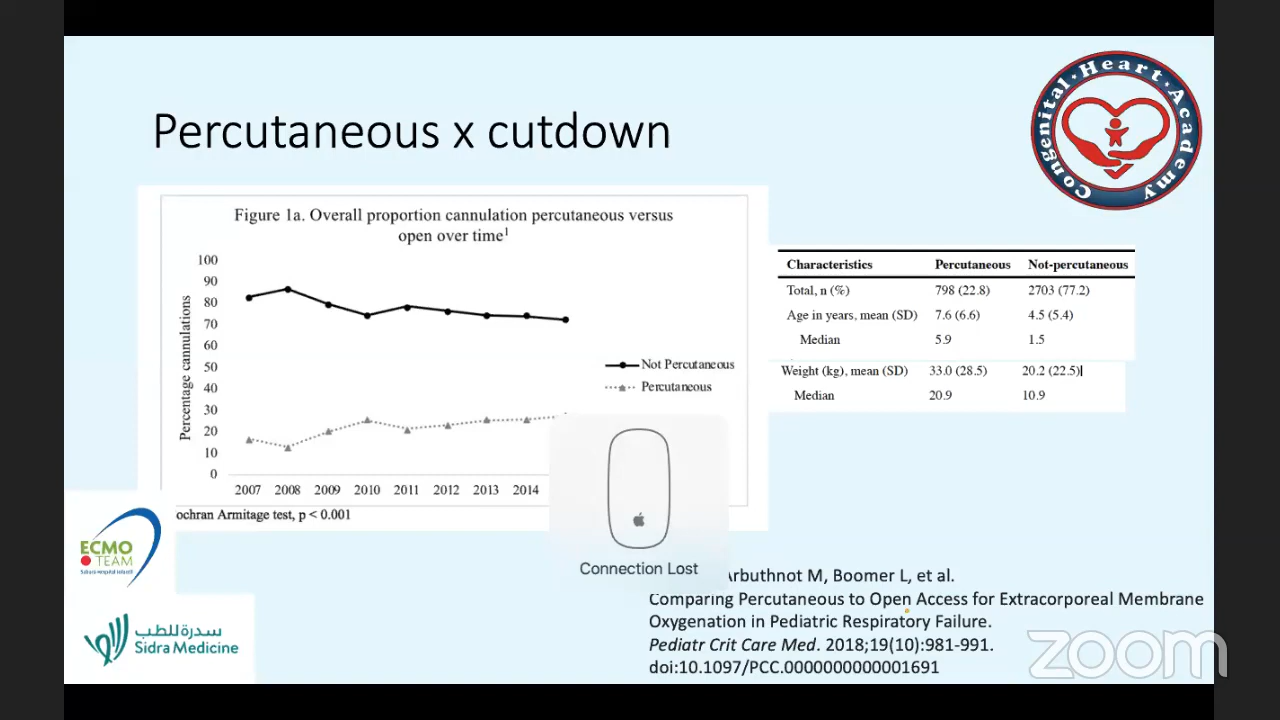 Congenital · Heart · Academy
Percutaneous x cutdown
Figure 1a. Overall proportion cannulation percutaneous versus
open over time¹
Percentage cannulations
100
90
80
70
60
50
40
30
20
10
0
Not Percutaneous
Percutaneous
2007 2008 2009 2010 2011 2012 2013 2014
ochran Armitage test, p < 0.001
Characteristics Percutaneous Not-percutaneous
Total, n (%) 798 (22.8) 2703 (77.2)
Age in years, mean (SD) 7.6 (6.6) 4.5 (5.4)
Median 5.9 1.5
Weight (kg), mean (SD) 33.0 (28.5) 20.2 (22.5)
Median 20.9 10.9
Connection Lost
ECMO
TEAM
سدرة للطب
Sidra Medicine
rbuthnot M, Boomer L, et al.
Comparing Percutaneous to Open Access for Extracorporeal Membrane
Oxygenation in Pediatric Respiratory Failure.
Pediatr Crit Care Med. 2018;19(10):981-991.
doi:10.1097/PCC.0000000000001691
zoom